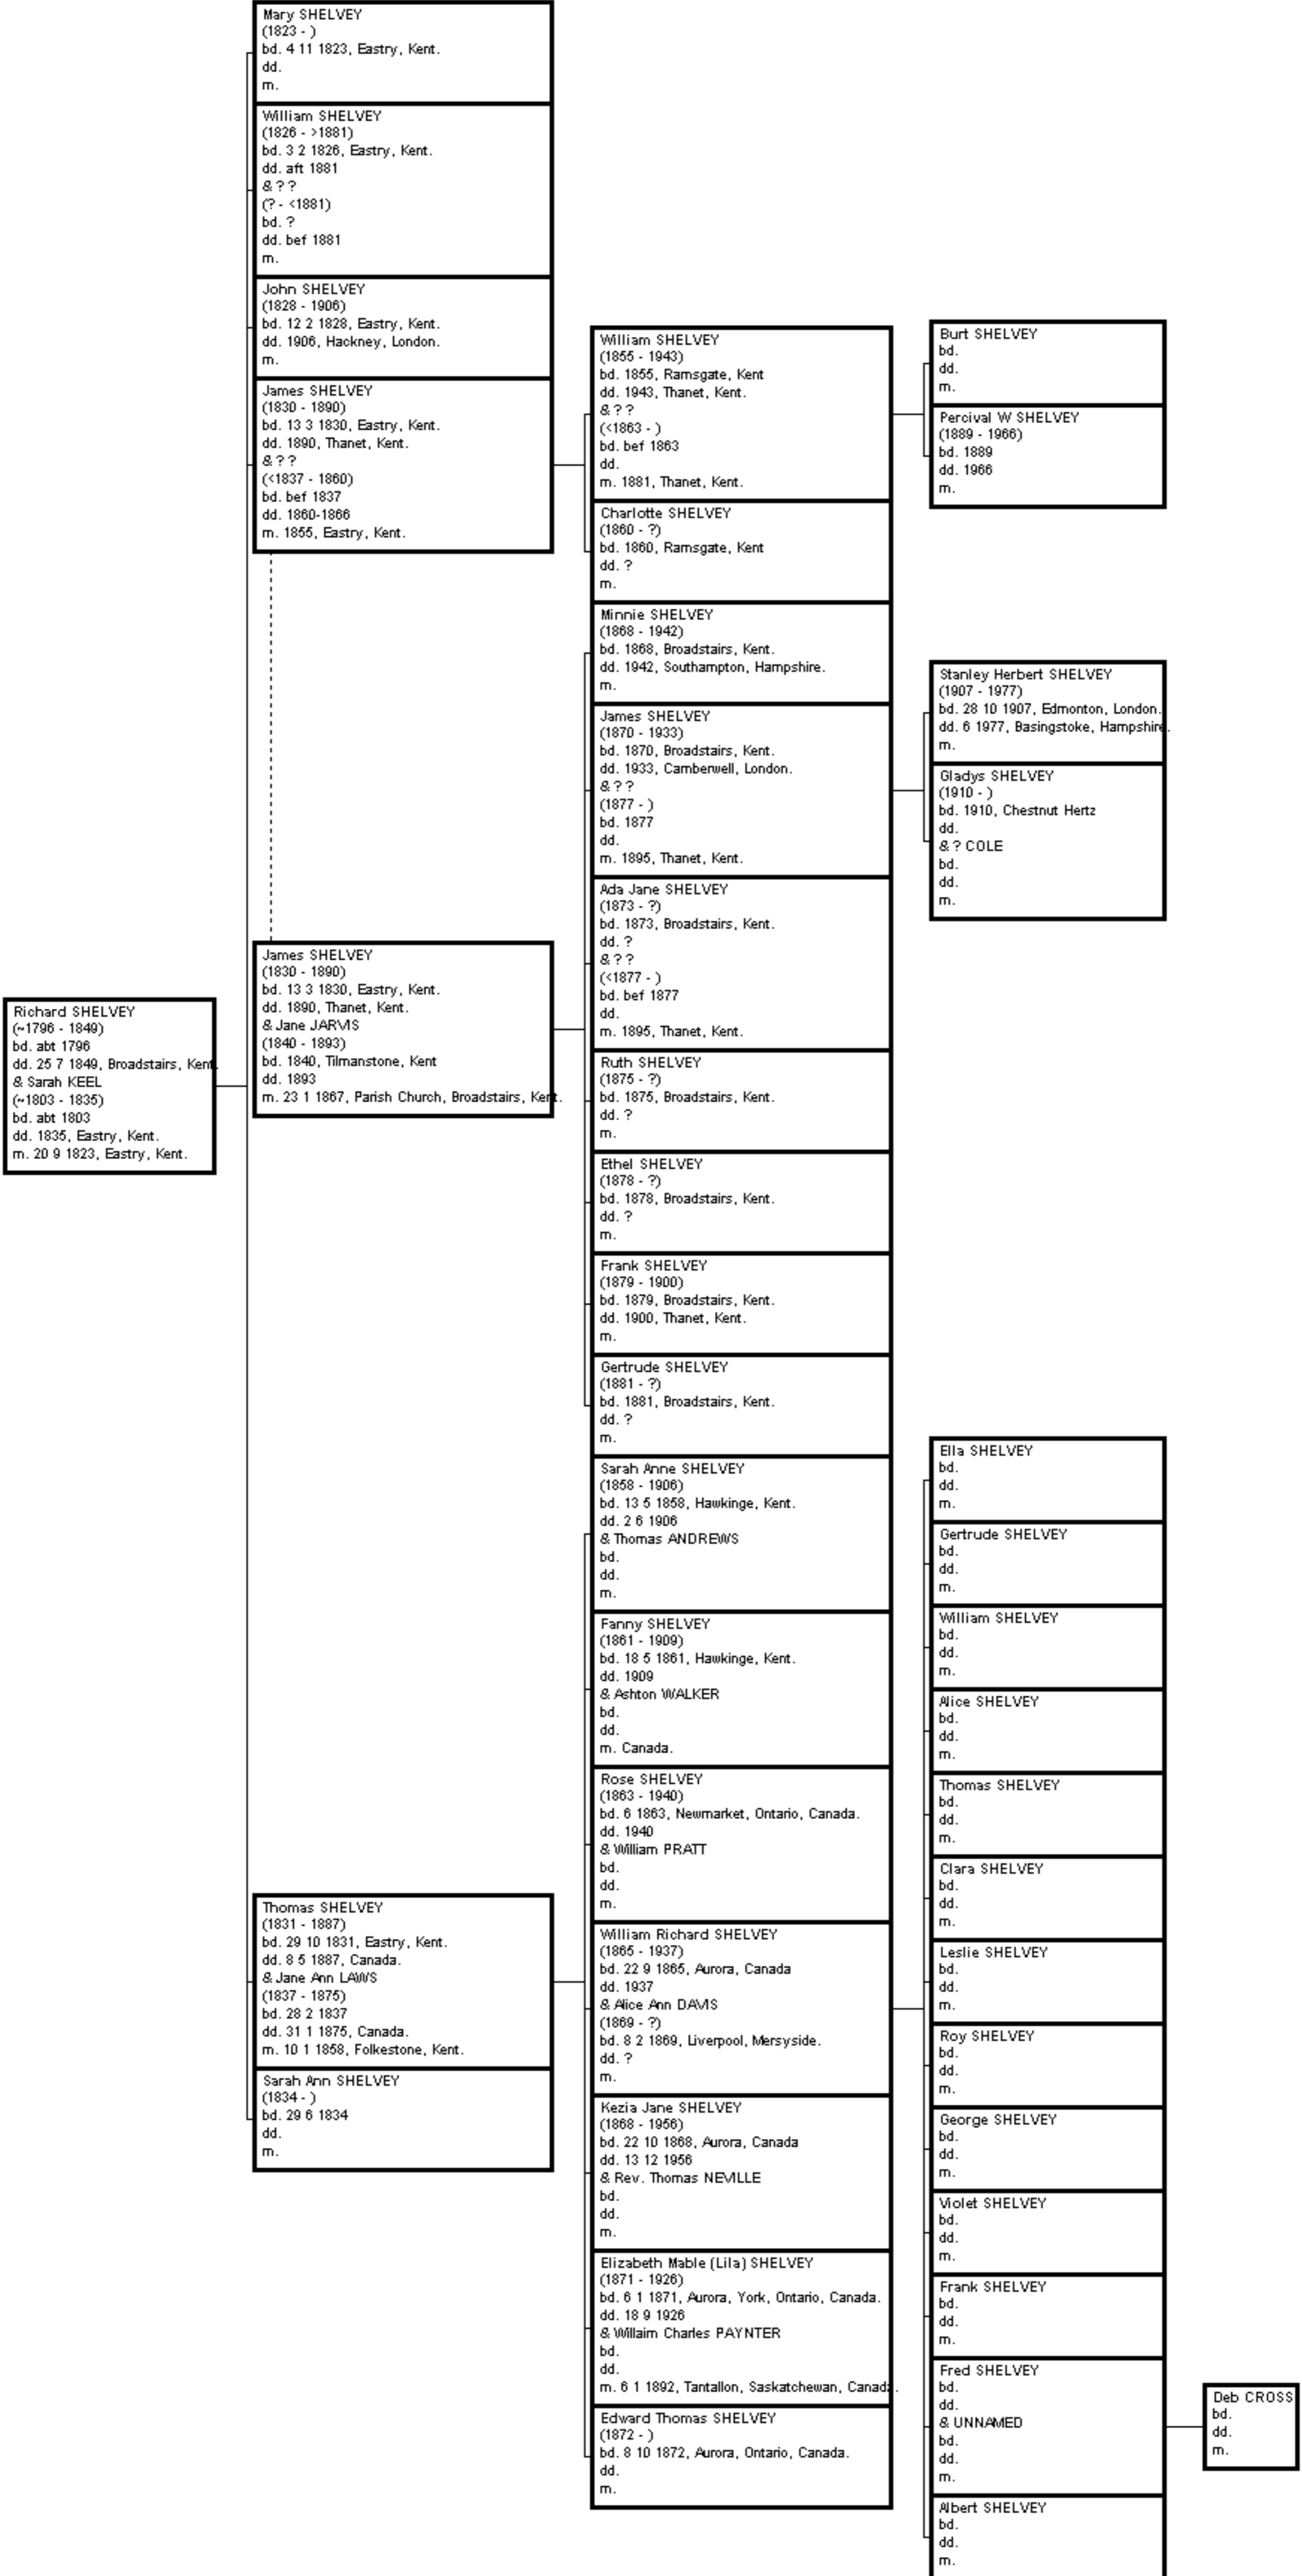 Mary SHELVEY
(1823 - )
bd. 4 11 1823, Eastry, Kent.
dd.
m.
William SHELVEY
(1826 - >1881)
bd. 3 2 1826, Eastry, Kent.
dd. aft 1881
& ? ?
(? - <1881)
bd. ?
dd. bef 1881
m.
John SHELVEY
(1828 - 1906)
bd. 12 2 1828, Eastry, Kent.
dd. 1906, Hackney, London.
m.
James SHELVEY
(1830 - 1890)
bd. 13 3 1830, Eastry, Kent.
dd. 1890, Thanet, Kent.
& ? ?
(<1837 - 1860)
bd. bef 1837
dd. 1860-1866
m. 1855, Eastry, Kent.
William SHELVEY
(1855 - 1943)
bd. 1855, Ramsgate, Kent
dd. 1943, Thanet, Kent.
& ? ?
(<1863 - )
bd. bef 1863
dd.
m. 1881, Thanet, Kent.
Charlotte SHELVEY
(1860 - ?)
bd. 1860, Ramsgate, Kent
dd. ?
m.
Burt SHELVEY
bd.
dd.
m.
Percival W SHELVEY
(1889 - 1966)
bd. 1889
dd. 1966
m.
Richard SHELVEY
(~1796 - 1849)
bd. abt 1796
dd. 25 7 1849, Broadstairs, Kent.
& Sarah KEEL
(~1803 - 1835)
bd. abt 1803
dd. 1835, Eastry, Kent.
m. 20 9 1823, Eastry, Kent.
James SHELVEY
(1830 - 1890)
bd. 13 3 1830, Eastry, Kent.
dd. 1890, Thanet, Kent.
& Jane JARVIS
(1840 - 1893)
bd. 1840, Tilmanstone, Kent
dd. 1893
m. 23 1 1867, Parish Church, Broadstairs, Kent.
Minnie SHELVEY
(1868 - 1942)
bd. 1868, Broadstairs, Kent.
dd. 1942, Southampton, Hampshire.
m.
James SHELVEY
(1870 - 1933)
bd. 1870, Broadstairs, Kent.
dd. 1933, Camberwell, London.
& ? ?
(1877 - )
bd. 1877
dd.
m. 1895, Thanet, Kent.
Ada Jane SHELVEY
(1873 - ?)
bd. 1873, Broadstairs, Kent.
dd. ?
& ? ?
(<1877 - )
bd. bef 1877
dd.
m. 1895, Thanet, Kent.
Ruth SHELVEY
(1875 - ?)
bd. 1875, Broadstairs, Kent.
dd. ?
m.
Ethel SHELVEY
(1878 - ?)
bd. 1878, Broadstairs, Kent.
dd. ?
m.
Frank SHELVEY
(1879 - 1900)
bd. 1879, Broadstairs, Kent.
dd. 1900, Thanet, Kent.
m.
Gertrude SHELVEY
(1881 - ?)
bd. 1881, Broadstairs, Kent.
dd. ?
m.
Stanley Herbert SHELVEY
(1907 - 1977)
bd. 28 10 1907, Edmonton, London.
dd. 6 1977, Basingstoke, Hampshire.
m.
Gladys SHELVEY
(1910 - )
bd. 1910, Chestnut Hertz
dd.
& ? COLE
bd.
dd.
m.
Thomas SHELVEY
(1831 - 1887)
bd. 29 10 1831, Eastry, Kent.
dd. 8 5 1887, Canada.
& Jane Ann LAWS
(1837 - 1875)
bd. 28 2 1837
dd. 31 1 1875, Canada.
m. 10 1 1858, Folkestone, Kent.
Sarah Ann SHELVEY
(1834 - )
bd. 29 6 1834
dd.
m.
Sarah Anne SHELVEY
(1858 - 1906)
bd. 13 5 1858, Hawkinge, Kent.
dd. 2 6 1906
& Thomas ANDREWS
bd.
dd.
m.
Fanny SHELVEY
(1861 - 1909)
bd. 18 5 1861, Hawkinge, Kent.
dd. 1909
& Ashton WALKER
bd.
dd.
m. Canada.
Rose SHELVEY
(1863 - 1940)
bd. 6 1863, Newmarket, Ontario, Canada.
dd. 1940
& William PRATT
bd.
dd.
m.
William Richard SHELVEY
(1865 - 1937)
bd. 22 9 1865, Aurora, Canada
dd. 1937
& Alice Ann DAVIS
(1869 - ?)
bd. 8 2 1869, Liverpool, Mersyside.
dd. ?
m.
Kezia Jane SHELVEY
(1868 - 1956)
bd. 22 10 1868, Aurora, Canada
dd. 13 12 1956
& Rev. Thomas NEVILLE
bd.
dd.
m.
Elizabeth Mable (Lila) SHELVEY
(1871 - 1926)
bd. 6 1 1871, Aurora, York, Ontario, Canada.
dd. 18 9 1926
& Willaim Charles PAYNTER
bd.
dd.
m. 6 1 1892, Tantallon, Saskatchewan, Canada.
Edward Thomas SHELVEY
(1872 - )
bd. 8 10 1872, Aurora, Ontario, Canada.
dd.
m.
Ella SHELVEY
bd.
dd.
m.
Gertrude SHELVEY
bd.
dd.
m.
William SHELVEY
bd.
dd.
m.
Alice SHELVEY
bd.
dd.
m.
Thomas SHELVEY
bd.
dd.
m.
Clara SHELVEY
bd.
dd.
m.
Leslie SHELVEY
bd.
dd.
m.
Roy SHELVEY
bd.
dd.
m.
George SHELVEY
bd.
dd.
m.
Violet SHELVEY
bd.
dd.
m.
Frank SHELVEY
bd.
dd.
m.
Fred SHELVEY
bd.
dd.
& UNNAMED
bd.
dd.
m.
Albert SHELVEY
bd.
dd.
m.
Deb CROSS
bd.
dd.
m.